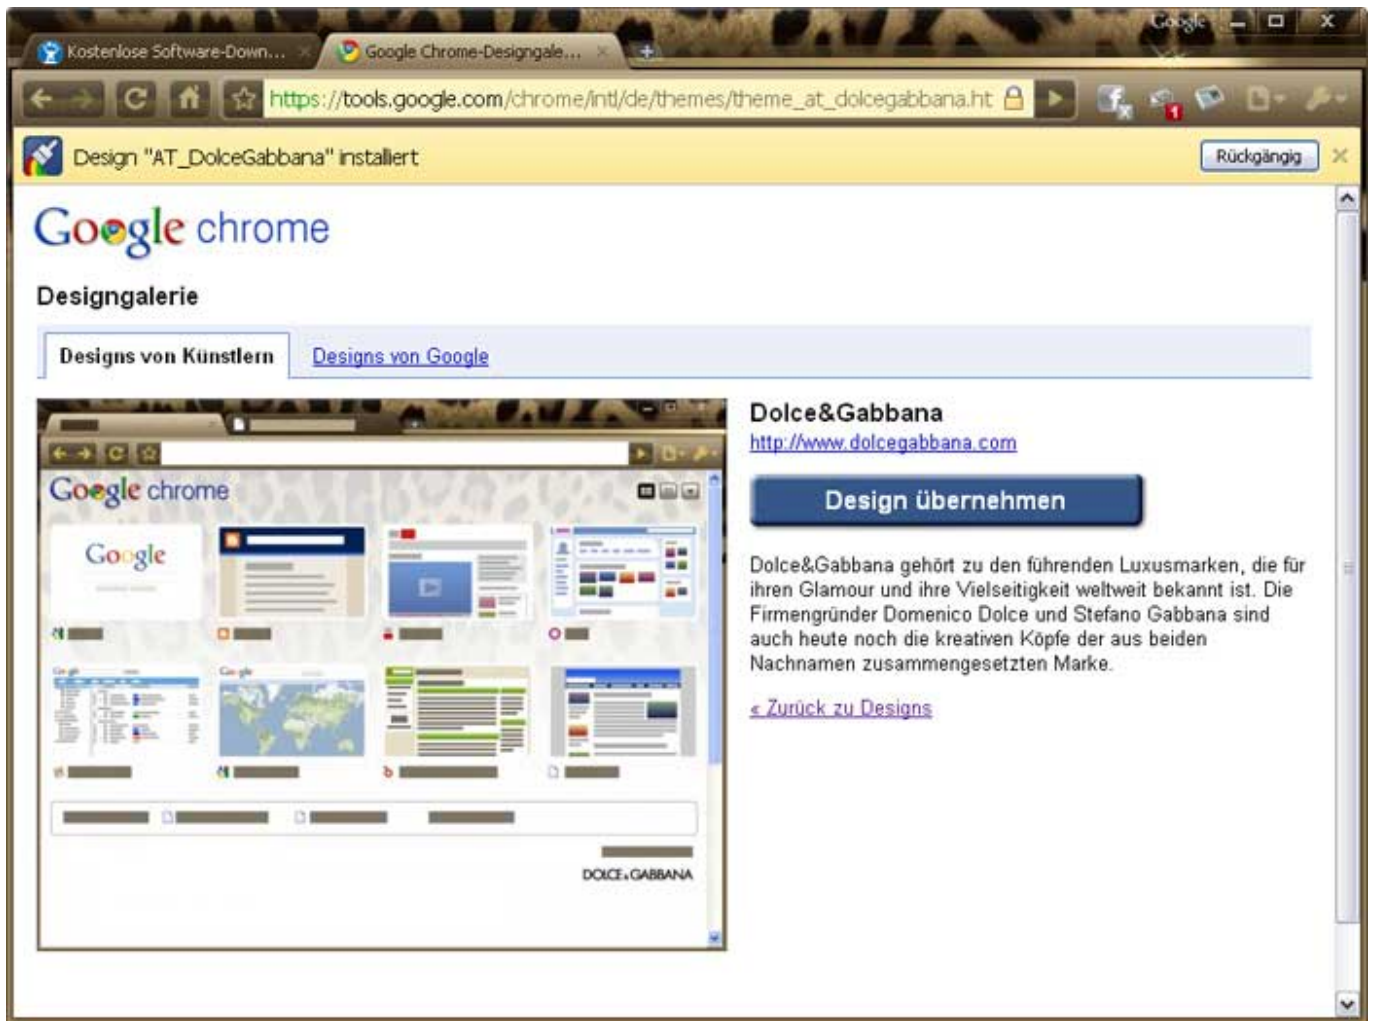 Google
Kostenlose Software-Down...
Google Chrome-Designgale...
https://tools.google.com/chrome/intl/de/themes/theme_at_dolcegabbana.ht
1
Design "AT_DolceGabbana" installiert
Rückgängig
Google chrome
Designgalerie
Designs von Künstlern
Designs von Google
Google chrome
Google
Google
Google
DOLCE & GABBANA
Dolce&Gabbana
http://www.dolcegabbana.com
Design übernehmen
Dolce&Gabbana gehört zu den führenden Luxusmarken, die für
ihren Glamour und ihre Vielseitigkeit weltweit bekannt ist. Die
Firmengründer Domenico Dolce und Stefano Gabbana sind
auch heute noch die kreativen Köpfe der aus beiden
Nachnamen zusammengesetzten Marke.
« Zurück zu Designs